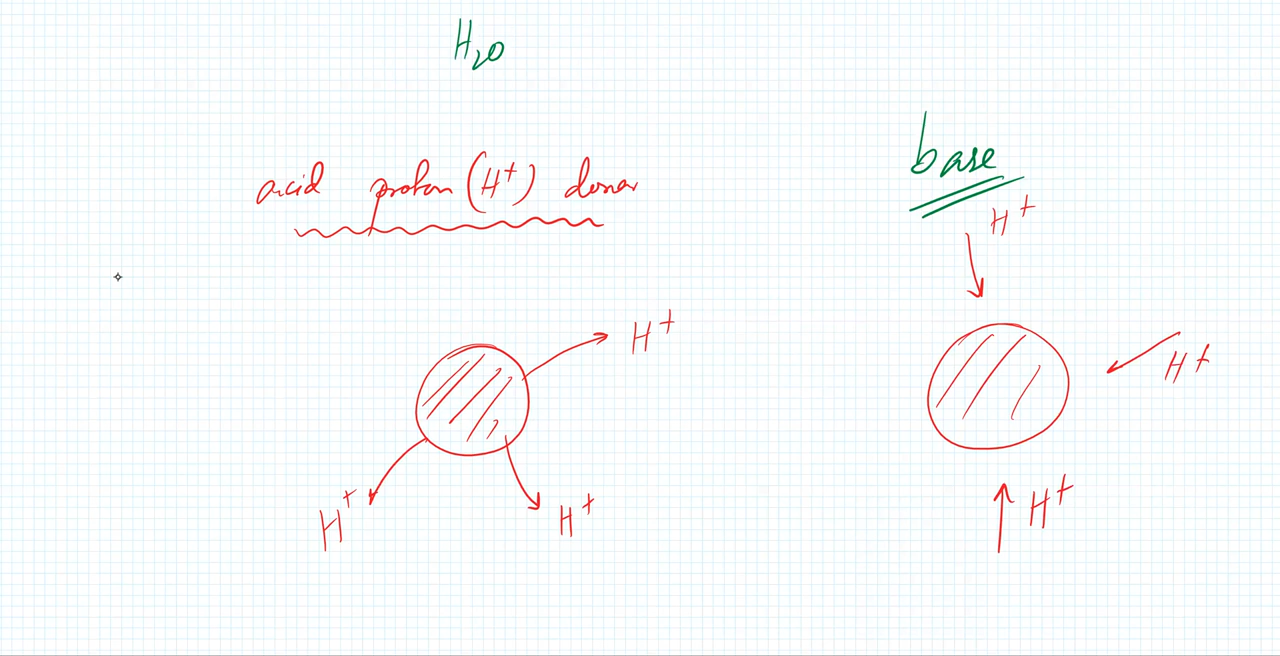 H₂O
base
acid proton (H⁺) donor
H⁺
H⁺
H⁺
H⁺
H⁺
H⁺